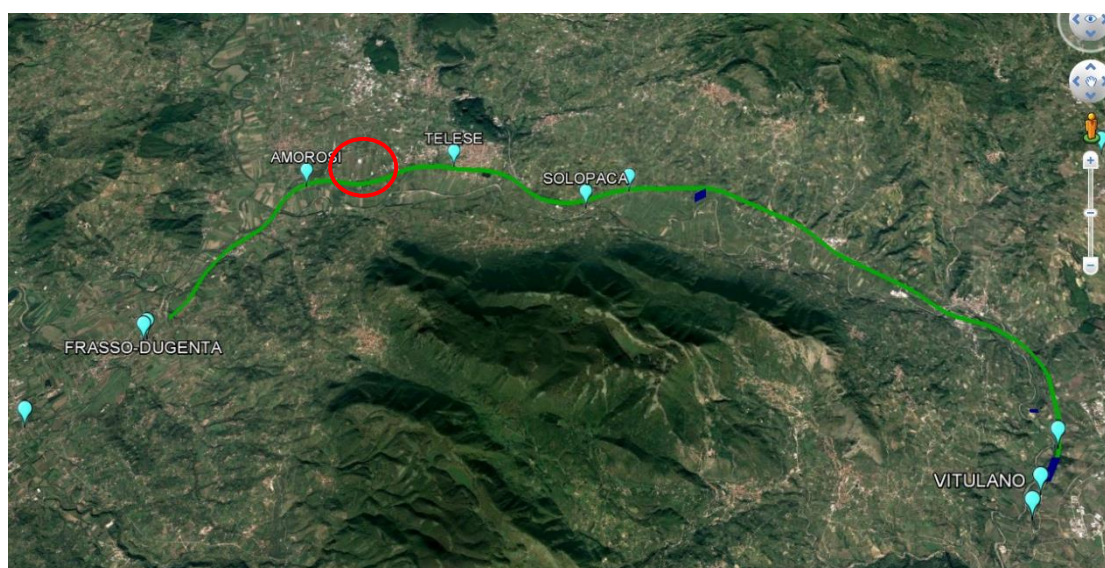 TELESE
AMOROSI
SOLOPACA
FRASSO-DUGENTA
VITULANO